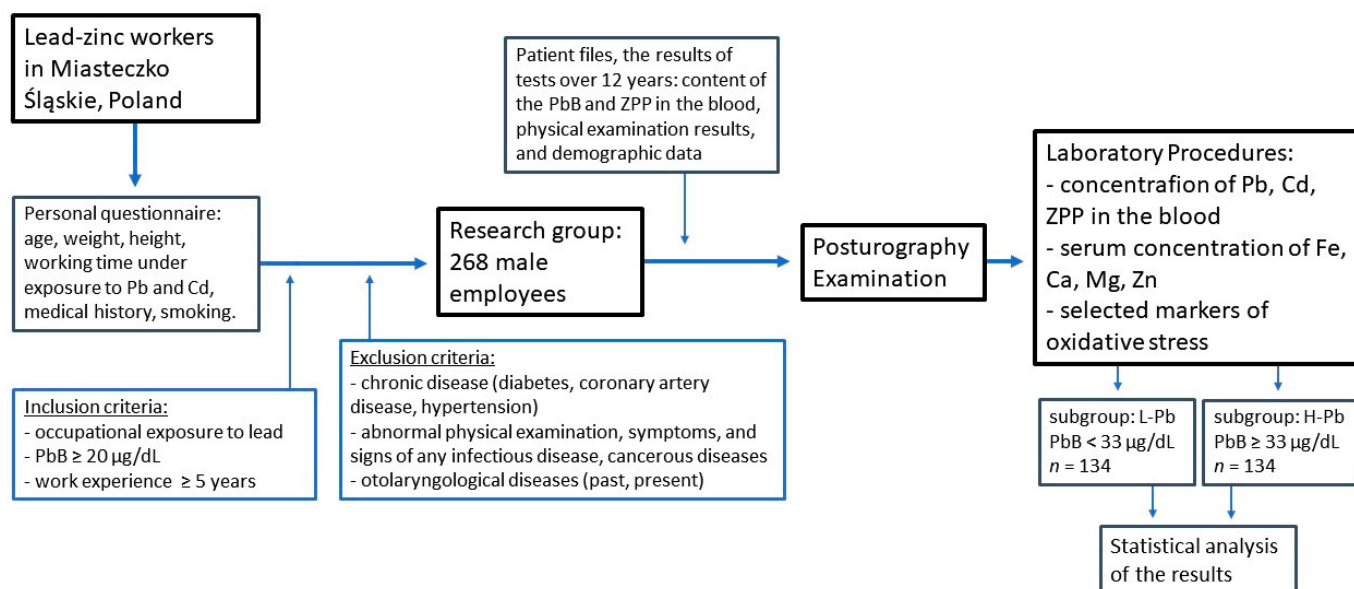 Lead-zinc workers
in Miasteczko
Śląskie, Poland
Personal questionnaire:
age, weight, height,
working time under
exposure to Pb and Cd,
medical history, smoking.
Inclusion criteria:
- occupational exposure to lead
- PbB ≥ 20 µg/dL
- work experience ≥ 5 years
Exclusion criteria:
- chronic disease (diabetes, coronary artery
disease, hypertension)
- abnormal physical examination, symptoms, and
signs of any infectious disease, cancerous diseases
- otolaryngological diseases (past, present)
Research group:
268 male
employees
Patient files, the results of
tests over 12 years: content of
the PbB and ZPP in the blood,
physical examination results,
and demographic data
Posturography
Examination
Laboratory Procedures:
- concentrafion of Pb, Cd,
ZPP in the blood
- serum concentration of Fe,
Ca, Mg, Zn
- selected markers of
oxidative stress
subgroup: L-Pb
PbB < 33 µg/dL
n = 134
subgroup: H-Pb
PbB ≥ 33 µg/dL
n = 134
Statistical analysis
of the results